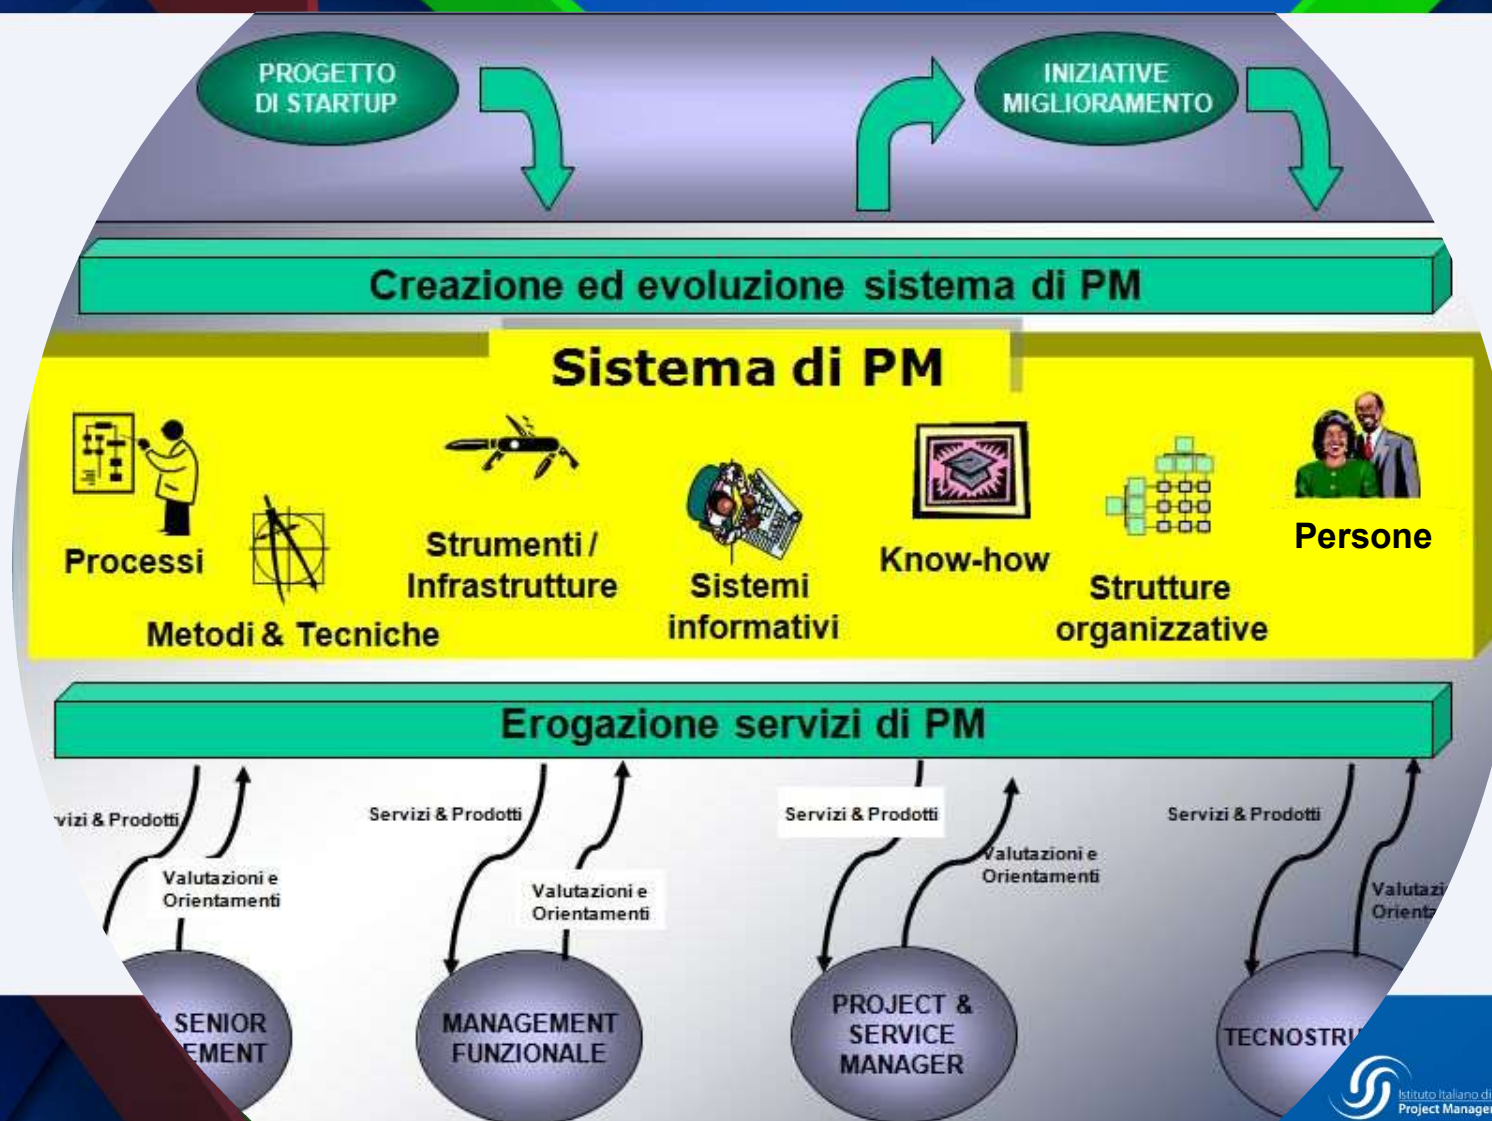 PROGETTO
DI STARTUP
INIZIATIVE
MIGLIORAMENTO
Creazione ed evoluzione sistema di PM
Sistema di PM
Processi
Metodi & Tecniche
Strumenti /
Infrastrutture
Sistemi
informativi
Know-how
Strutture
organizzative
Persone
Erogazione servizi di PM
& Prodotti
Valutazioni e
Orientamenti
Servizi & Prodotti
Valutazioni e
Orientamenti
Servizi & Prodotti
Valutazioni e
Orientamenti
Servizi & Prodotti
SENIOR
MANAGEMENT
FUNZIONALE
PROJECT &
SERVICE
MANAGER
Istituto Italiano di
Project